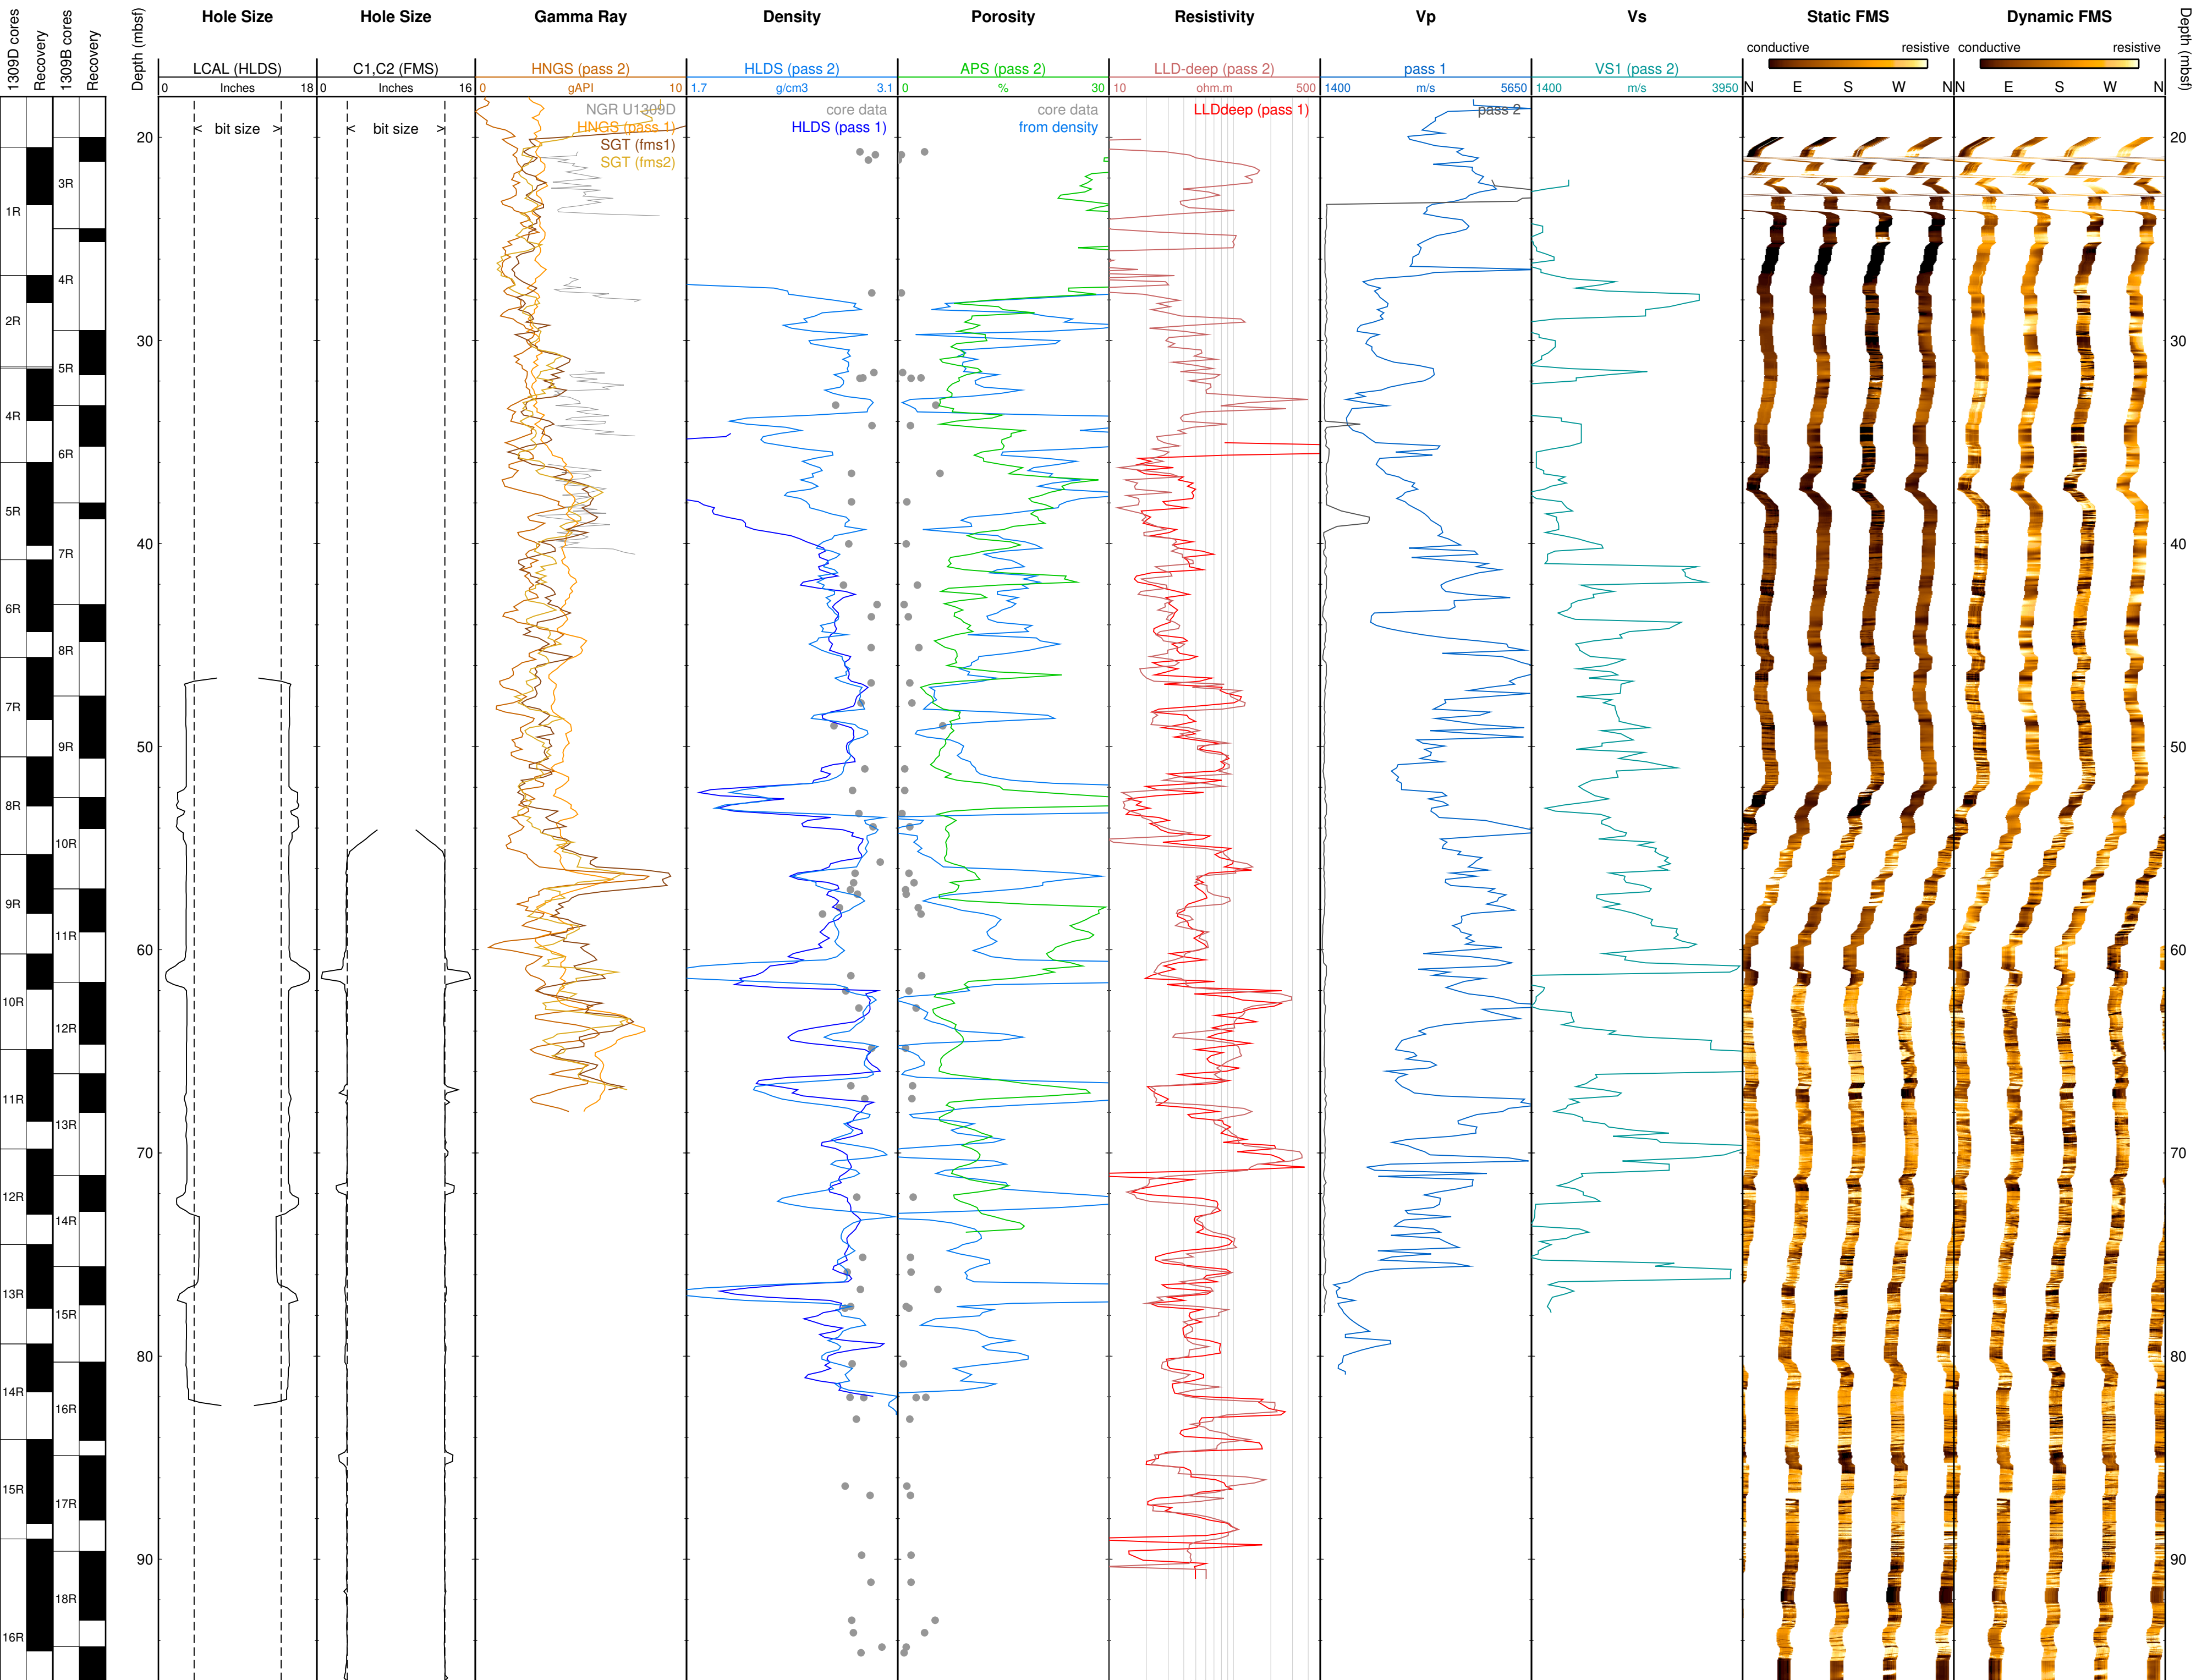 Hole Size Hole Size Gamma Ray Density Porosity Resistivity Vp Vs Static FMS Dynamic FMS
1309D cores
Recovery
1309B cores
Recovery
Depth (mbsf)
Depth (mbsf)
conductive resistive conductive resistive
LCAL (HLDS) C1,C2 (FMS) HNGS (pass 2) HLDS (pass 2) APS (pass 2) LLD-deep (pass 2) pass 1 VS1 (pass 2)
0 Inches 18 0 Inches 16 0 gAPI 10 1.7 g/cm3 3.1 0 % 30 10 ohm.m 500 1400 m/s 5650 1400 m/s 3950 N E S W N N E S W N
NGR U1309D core data core data LLDdeep (pass 1) pass 2
< bit size > < bit size > HNGS (pass 1) HLDS (pass 1) from density
SGT (fms1)
SGT (fms2)
20 20
3R
1R
4R
2R
30 30
5R
4R
6R
5R
40 40
7R
6R
8R
7R
50 50
9R
8R
10R
9R
11R
60 60
10R
12R
11R
13R
70 70
12R
14R
13R
15R
80 80
14R
16R
15R
17R
90 90
18R
16R